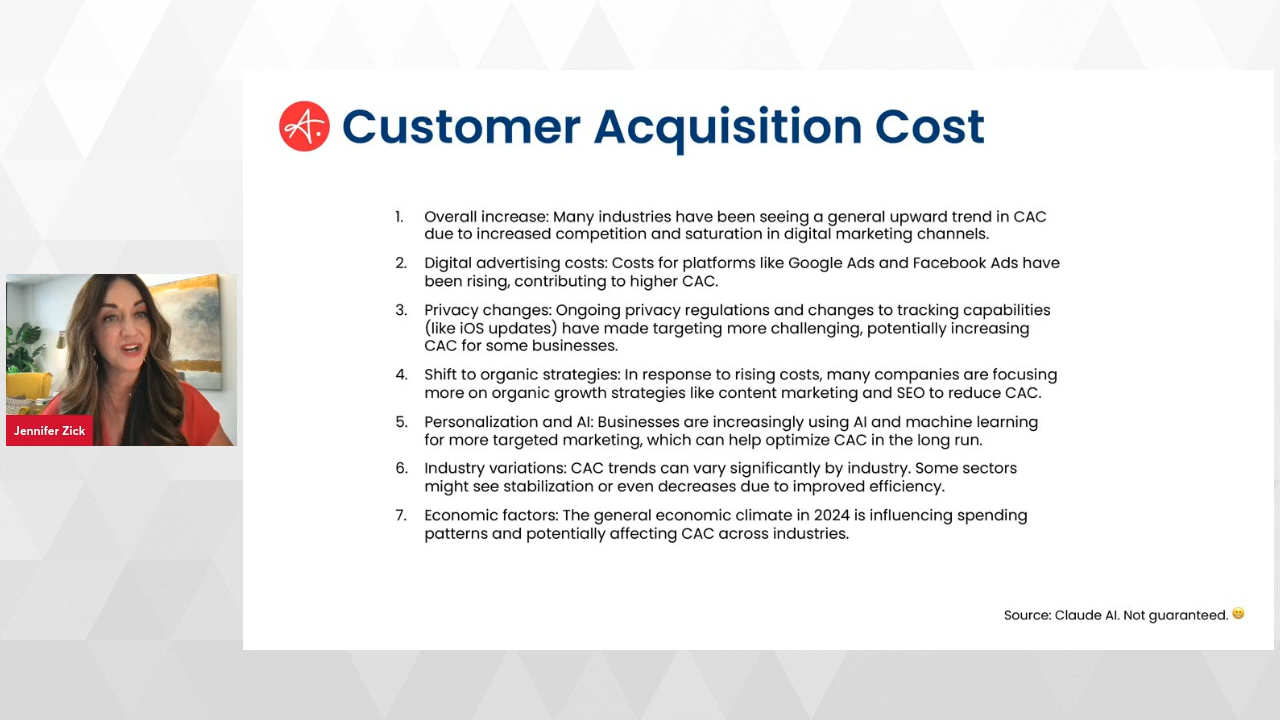 Customer Acquisition Cost
1. Overall increase: Many industries have been seeing a general upward trend in CAC
due to increased competition and saturation in digital marketing channels.
2. Digital advertising costs: Costs for platforms like Google Ads and Facebook Ads have
been rising, contributing to higher CAC.
3. Privacy changes: Ongoing privacy regulations and changes to tracking capabilities
(like iOS updates) have made targeting more challenging, potentially increasing
CAC for some businesses.
4. Shift to organic strategies: In response to rising costs, many companies are focusing
more on organic growth strategies like content marketing and SEO to reduce CAC.
5. Personalization and AI: Businesses are increasingly using AI and machine learning
for more targeted marketing, which can help optimize CAC in the long run.
6. Industry variations: CAC trends can vary significantly by industry. Some sectors
might see stabilization or even decreases due to improved efficiency.
7. Economic factors: The general economic climate in 2024 is influencing spending
patterns and potentially affecting CAC across industries.
Source: Claude AI. Not guaranteed. 😁
Jennifer Zick
A.